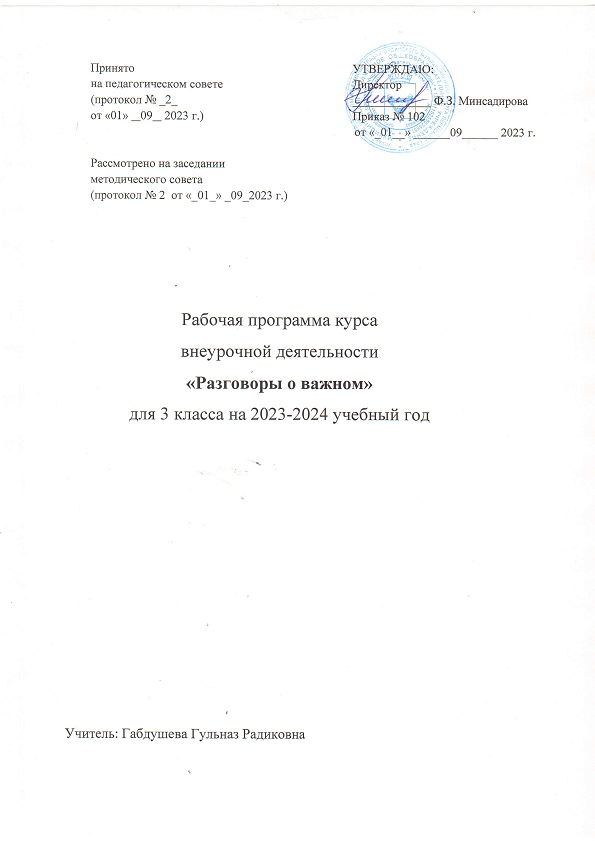 Принято
на педагогическом совете
(протокол № _2_
от «01» __09_ 2023 г.)
УТВЕРЖДАЮ:
Директор
Ф.З. Минсадирова
Приказ № 102
от «_01__» ______09______ 2023 г.
Рассмотрено на заседании
методического совета
(протокол № 2 от «_01_» _09_2023 г.)
Рабочая программа курса
внеурочной деятельности
«Разговоры о важном»
для 3 класса на 2023-2024 учебный год
Учитель: Габдушева Гульназ Радиковна